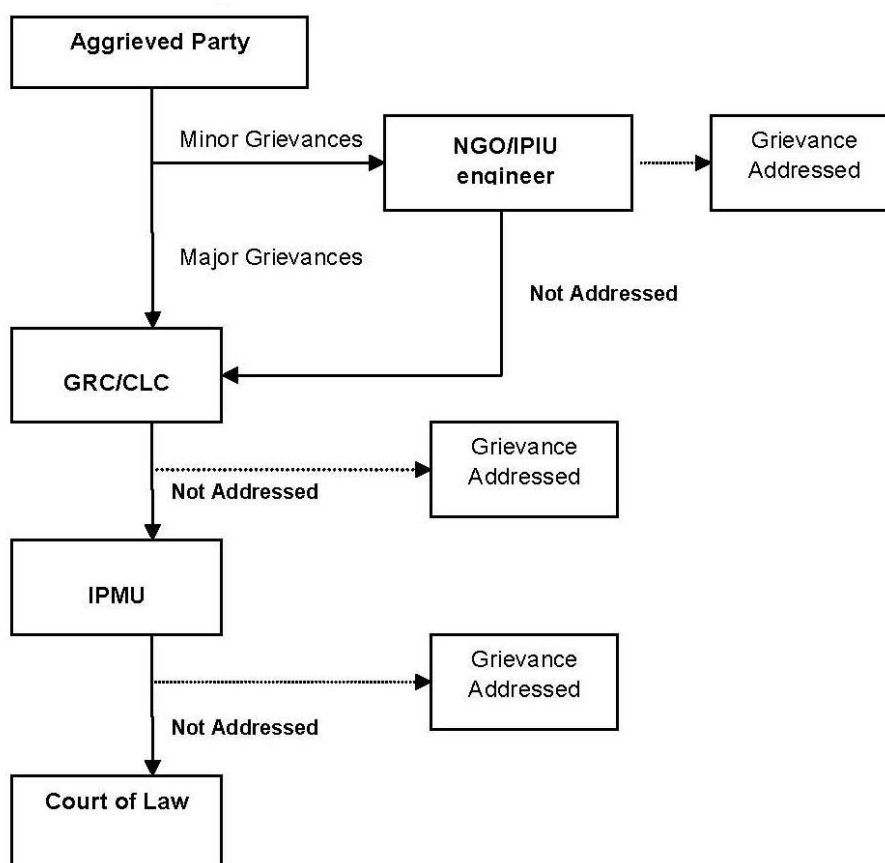 Aggrieved Party
Minor Grievances
NGO/IPIU
engineer
Grievance
Addressed
Major Grievances
Not Addressed
GRC/CLC
Grievance
Addressed
Not Addressed
IPMU
Grievance
Addressed
Not Addressed
Court of Law